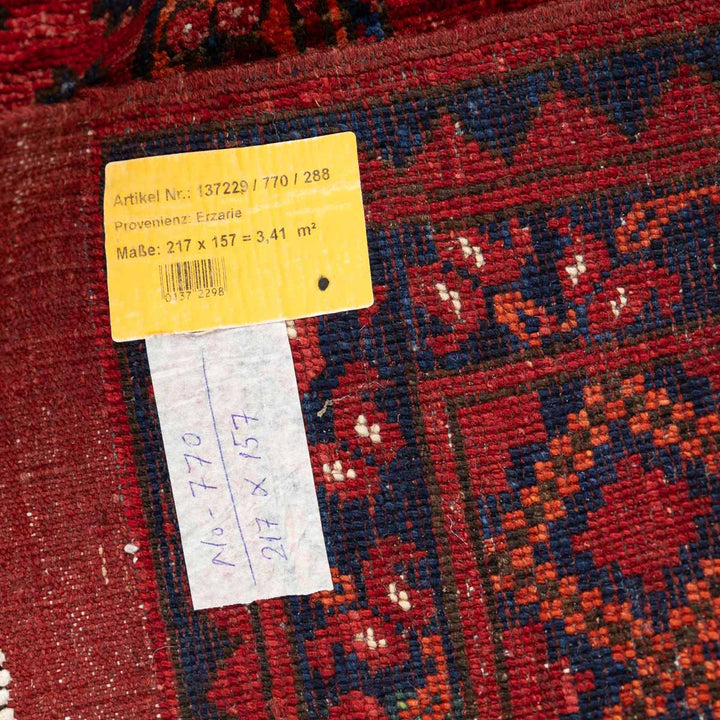 Artikel Nr.: 137229 / 770 / 288
Provenienz: Erzarie
Maße: 217 x 157 = 3,41 m²
0137 2298
No- 770
217 x 157